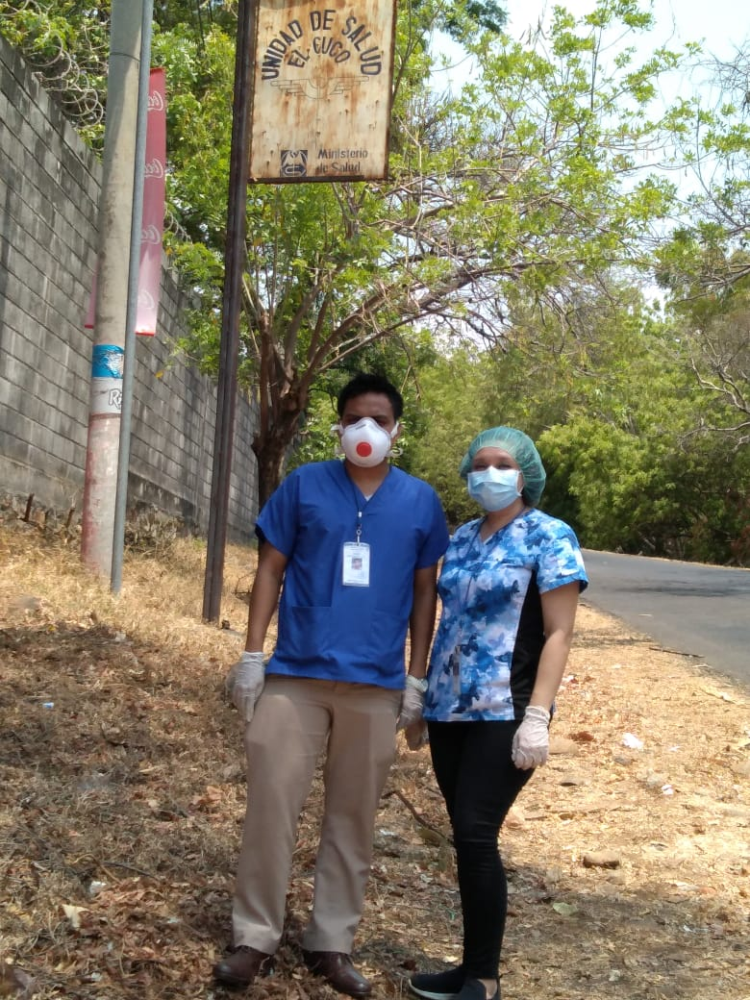 UNIDAD DE SALUD
EL CUCO
Ministerio
de Salud